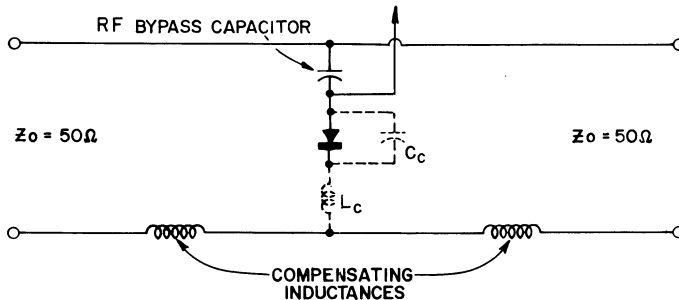 RF BYPASS CAPACITOR
Zo = 50Ω
Zo = 50Ω
Cc
Lc
COMPENSATING
INDUCTANCES